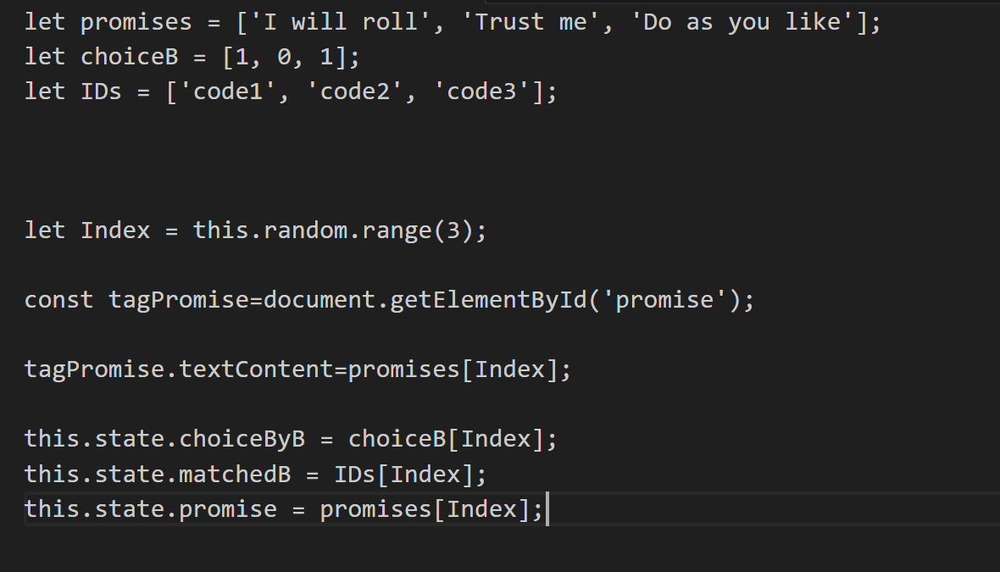 let promises = ['I will roll', 'Trust me', 'Do as you like'];
let choiceB = [1, 0, 1];
let IDs = ['code1', 'code2', 'code3'];
let Index = this.random.range(3);
const tagPromise=document.getElementById('promise');
tagPromise.textContent=promises[Index];
this.state.choiceByB = choiceB[Index];
this.state.matchedB = IDs[Index];
this.state.promise = promises[Index];